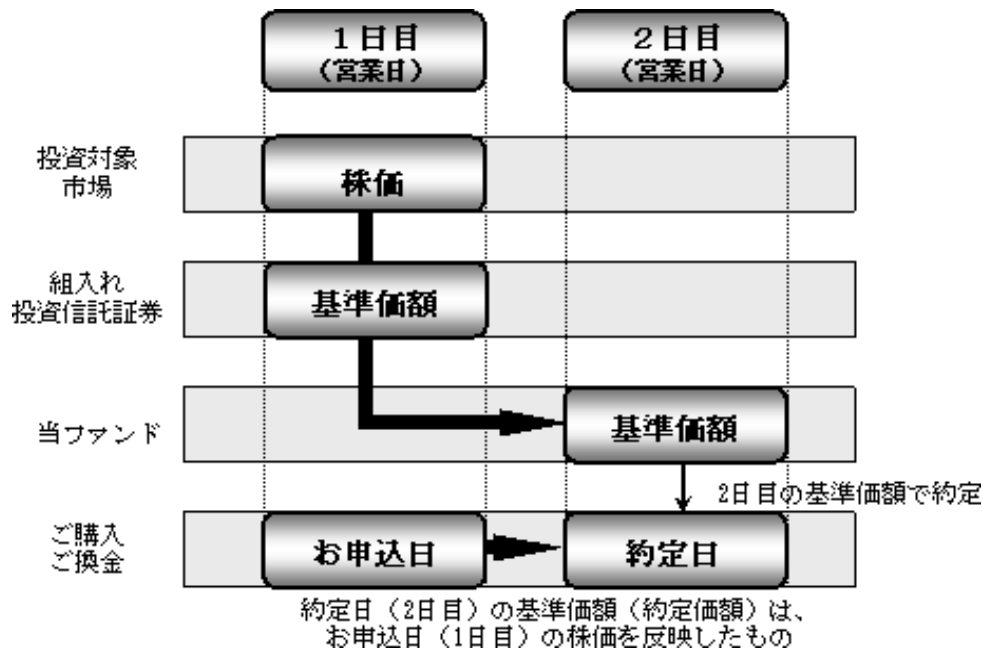 1日目
(営業日)
2日目
(営業日)
投資対象
市場
株価
組入れ
投資信託証券
基準価額
当ファンド
基準価額
2日目の基準価額で約定
ご購入
ご換金
お申込日
約定日
約定日(2日目)の基準価額(約定価額)は、
お申込日(1日目)の株価を反映したもの